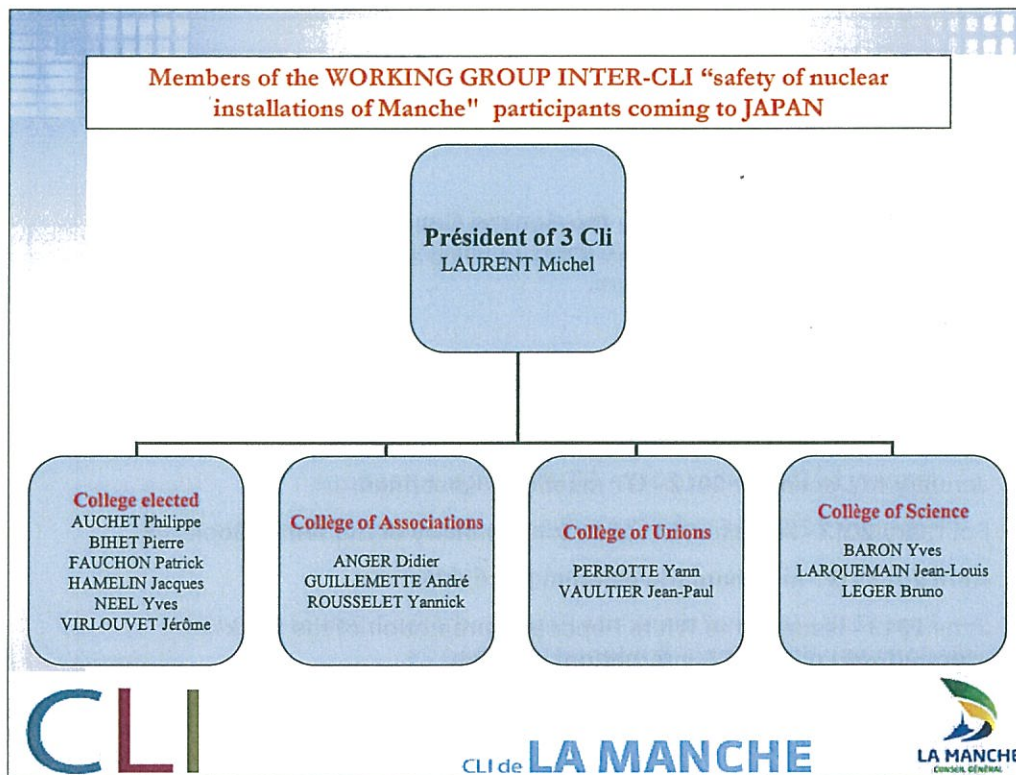 Members of the WORKING GROUP INTER-CLI “safety of nuclear
installations of Manche" participants coming to JAPAN
Président of 3 Cli
LAURENT Michel
College elected
AUCHET Philippe
BIHET Pierre
FAUCHON Patrick
HAMELIN Jacques
NEEL Yves
VIRLOUVET Jérôme
Collège of Associations
ANGER Didier
GUILLEMETTE André
ROUSSELET Yannick
Collège of Unions
PERROTTE Yann
VAULTIER Jean-Paul
Collège of Science
BARON Yves
LARQUEMAIN Jean-Louis
LEGER Bruno
CLI
CLI de LA MANCHE
LA MANCHE
CONSEIL GÉNÉRAL